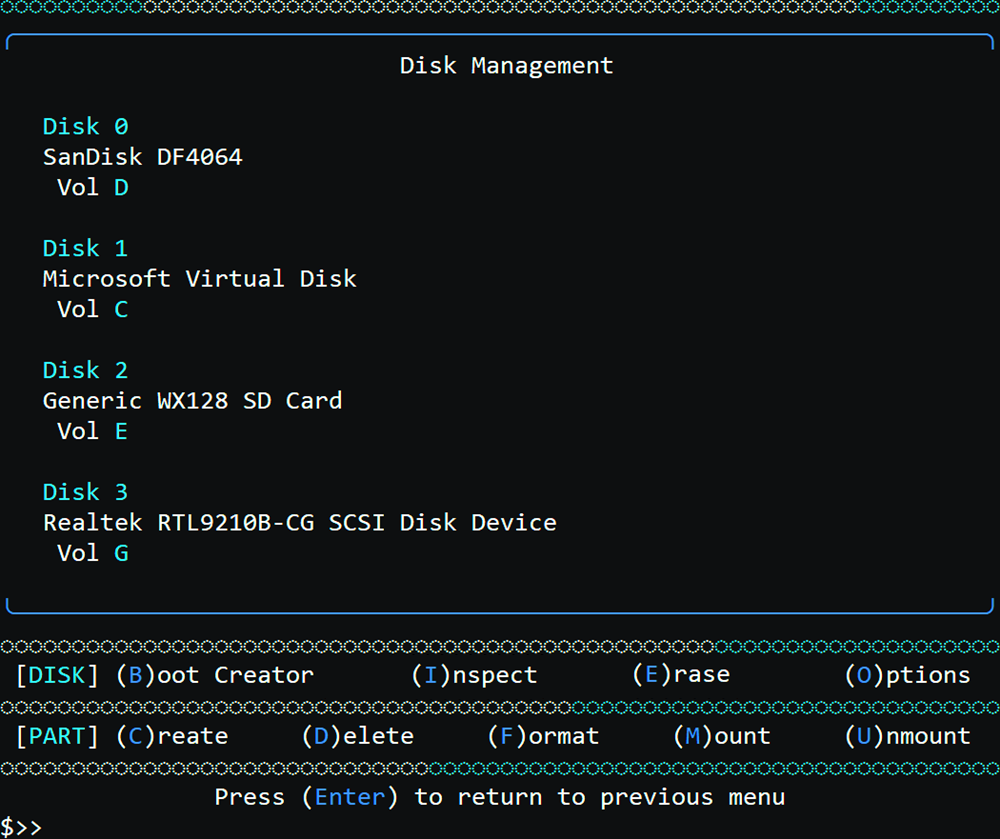 Disk Management
Disk 0
SanDisk DF4064
Vol D
Disk 1
Microsoft Virtual Disk
Vol C
Disk 2
Generic WX128 SD Card
Vol E
Disk 3
Realtek RTL9210B-CG SCSI Disk Device
Vol G
[DISK] (B)oot Creator (I)nspect (E)rase (O)ptions
[PART] (C)reate (D)elete (F)ormat (M)ount (U)nmount
Press (Enter) to return to previous menu
$>>